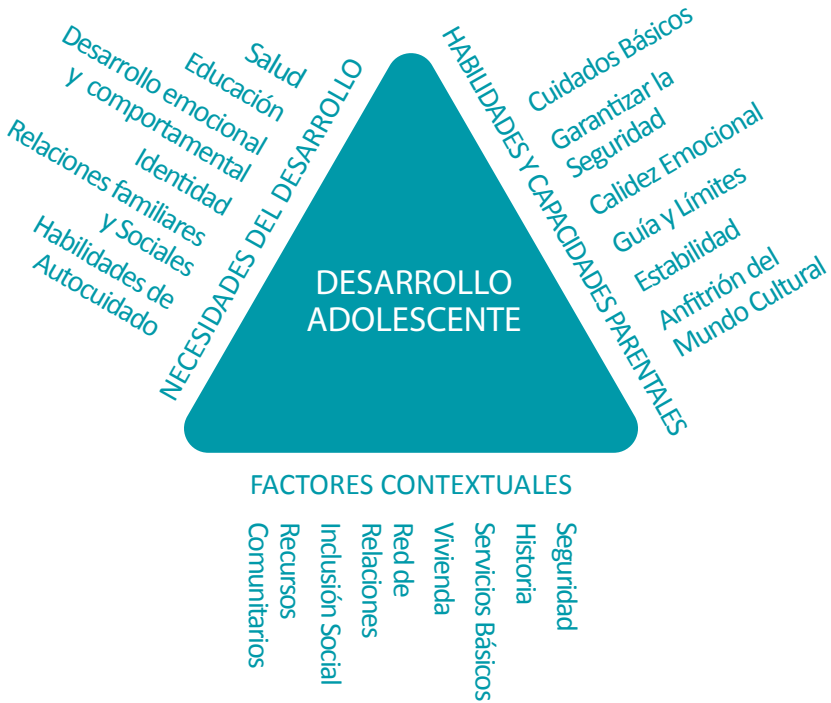 NECESIDADES DEL DESARROLLO
Salud
Educación
Desarrollo emocional
y comportamental
Identidad
Relaciones familiares
y Sociales
Habilidades de
Autocuidado
HABILIDADES Y CAPACIDADES PARENTALES
Cuidados Básicos
Garantizar la
Seguridad
Calidez Emocional
Guía y Límites
Estabilidad
Anfitrión del
Mundo Cultural
DESARROLLO
ADOLESCENTE
FACTORES CONTEXTUALES
Seguridad
Historia
Servicios Básicos
Vivienda
Red de
Relaciones
Inclusión Social
Recursos
Comunitarios